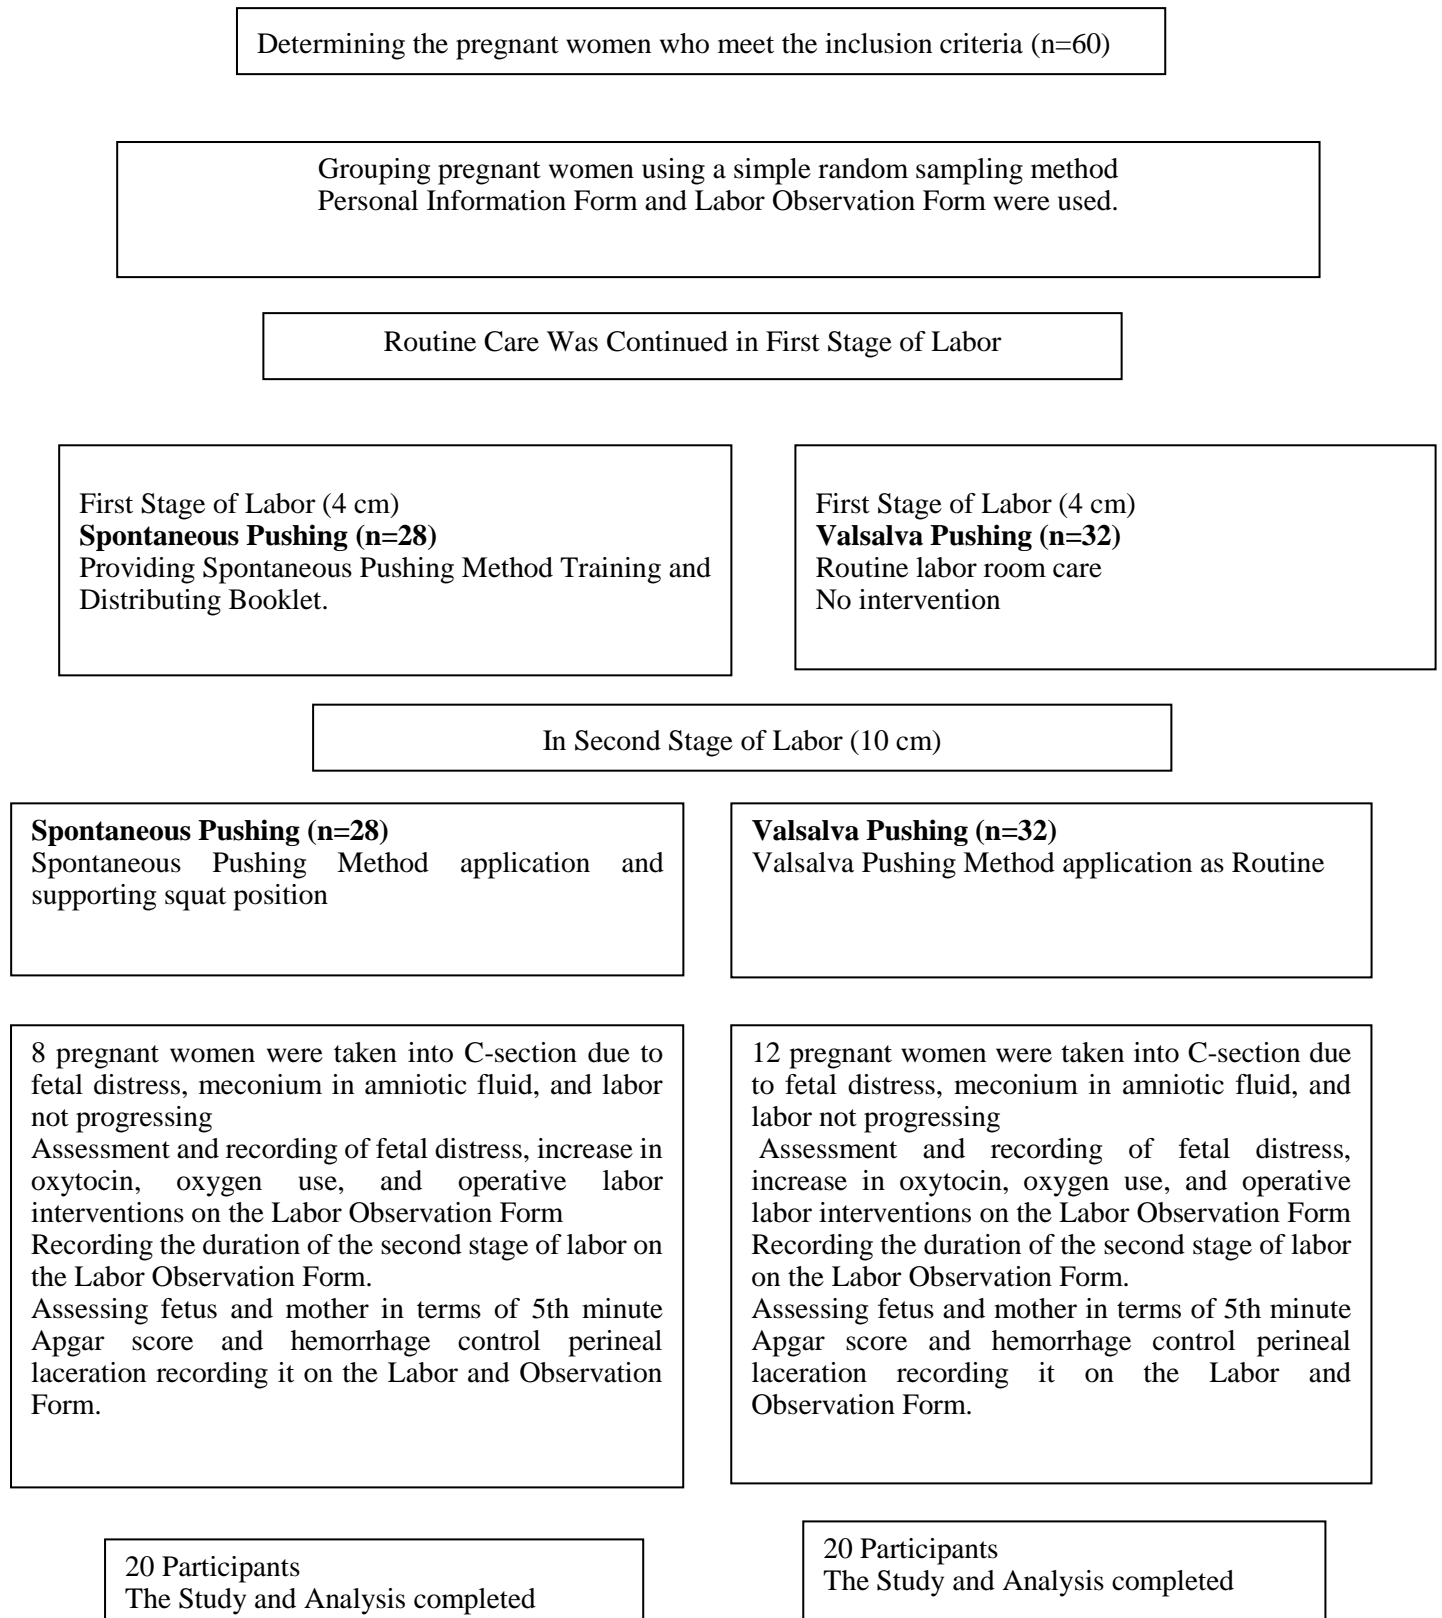 Determining the pregnant women who meet the inclusion criteria (n=60)
Grouping pregnant women using a simple random sampling method
Personal Information Form and Labor Observation Form were used.
Routine Care Was Continued in First Stage of Labor
First Stage of Labor (4 cm)
Spontaneous Pushing (n=28)
Providing Spontaneous Pushing Method Training and
Distributing Booklet.
First Stage of Labor (4 cm)
Valsalva Pushing (n=32)
Routine labor room care
No intervention
In Second Stage of Labor (10 cm)
Spontaneous Pushing (n=28)
Spontaneous Pushing Method application and
supporting squat position
Valsalva Pushing (n=32)
Valsalva Pushing Method application as Routine
8 pregnant women were taken into C-section due to
fetal distress, meconium in amniotic fluid, and labor
not progressing
Assessment and recording of fetal distress, increase in
oxytocin, oxygen use, and operative labor
interventions on the Labor Observation Form
Recording the duration of the second stage of labor on
the Labor Observation Form.
Assessing fetus and mother in terms of 5th minute
Apgar score and hemorrhage control perineal
laceration recording it on the Labor and Observation
Form.
12 pregnant women were taken into C-section due
to fetal distress, meconium in amniotic fluid, and
labor not progressing
Assessment and recording of fetal distress,
increase in oxytocin, oxygen use, and operative
labor interventions on the Labor Observation Form
Recording the duration of the second stage of labor
on the Labor Observation Form.
Assessing fetus and mother in terms of 5th minute
Apgar score and hemorrhage control perineal
laceration recording it on the Labor and
Observation Form.
20 Participants
The Study and Analysis completed
20 Participants
The Study and Analysis completed